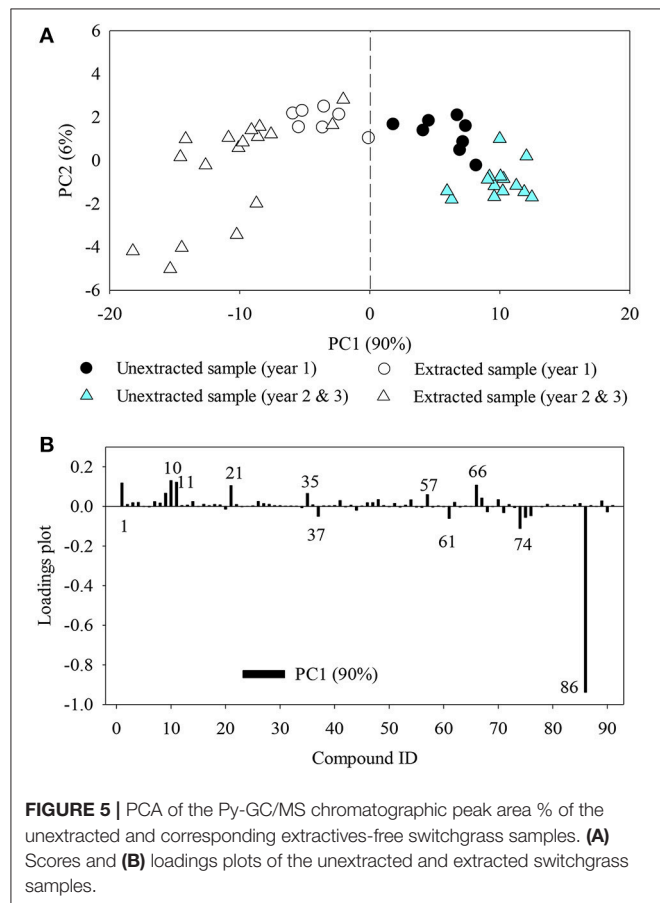 A
6
4
2
0
-2
-4
-6
PC2 (6%)
-20 -10 0 10 20
PC1 (90%)
Unextracted sample (year 1) Extracted sample (year 1)
Unextracted sample (year 2 & 3) Extracted sample (year 2 & 3)
B
0.2
0.0
-0.2
-0.4
-0.6
-0.8
-1.0
Loadings plot
1 10 11 21 35 37 57 61 66 74 86
PC1 (90%)
0 10 20 30 40 50 60 70 80 90
Compound ID
FIGURE 5 | PCA of the Py-GC/MS chromatographic peak area % of the
unextracted and corresponding extractives-free switchgrass samples. (A)
Scores and (B) loadings plots of the unextracted and extracted switchgrass
samples.